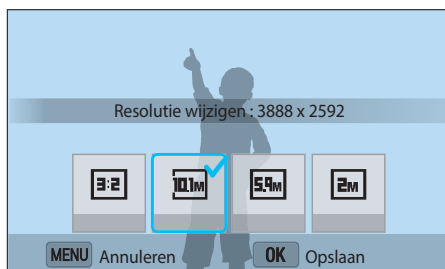 Resolutie wijzigen : 3888 x 2592
3:2 10.1M 5.9M 2M
MENU Annuleren OK Opslaan